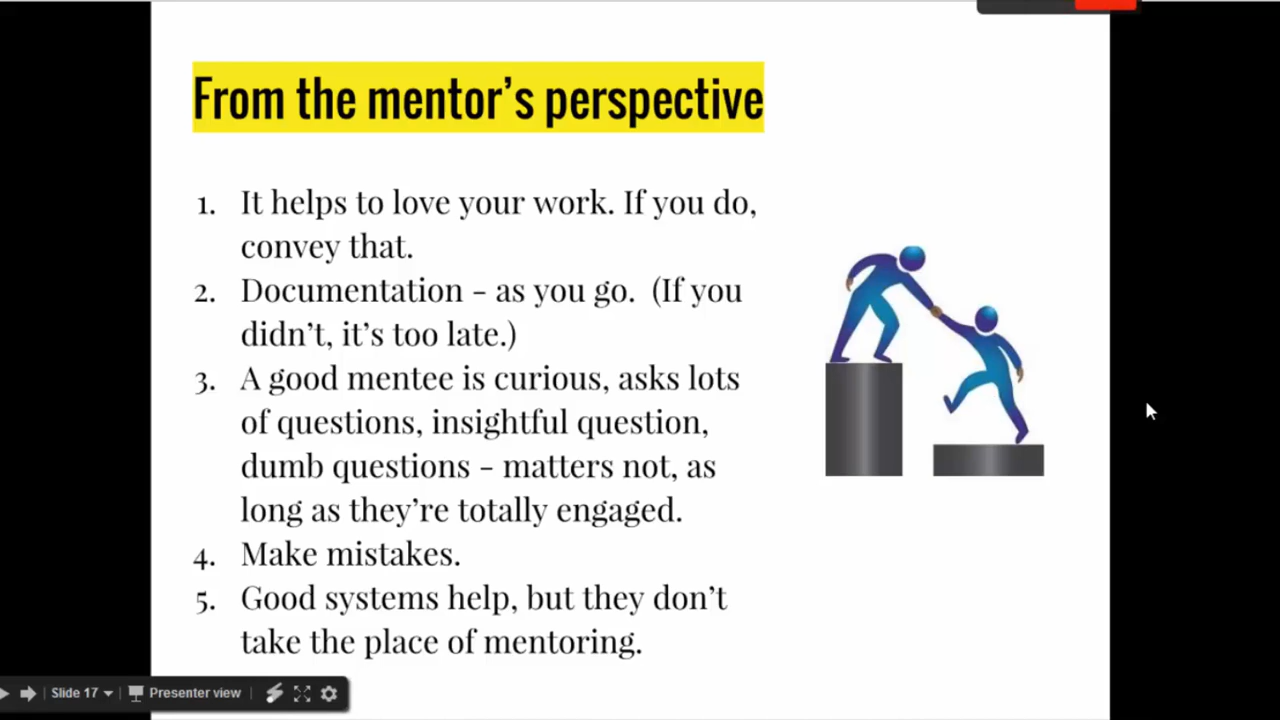 From the mentor’s perspective
1. It helps to love your work. If you do,
convey that.
2. Documentation - as you go.  (If you
didn’t, it’s too late.)
3. A good mentee is curious, asks lots
of questions, insightful question,
dumb questions - matters not, as
long as they’re totally engaged.
4. Make mistakes.
5. Good systems help, but they don’t
take the place of mentoring.
Slide 17 Presenter view